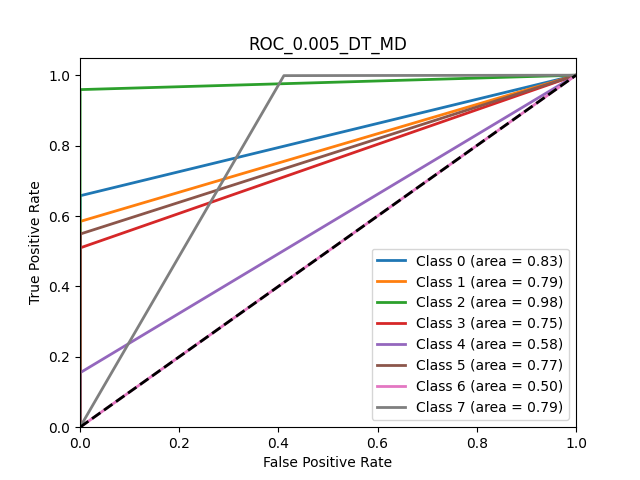 ROC_0.005_DT_MD
1.0
0.8
0.6
0.4
0.2
0.0
True Positive Rate
0.0 0.2 0.4 0.6 0.8 1.0
False Positive Rate
Class 0 (area = 0.83)
Class 1 (area = 0.79)
Class 2 (area = 0.98)
Class 3 (area = 0.75)
Class 4 (area = 0.58)
Class 5 (area = 0.77)
Class 6 (area = 0.50)
Class 7 (area = 0.79)